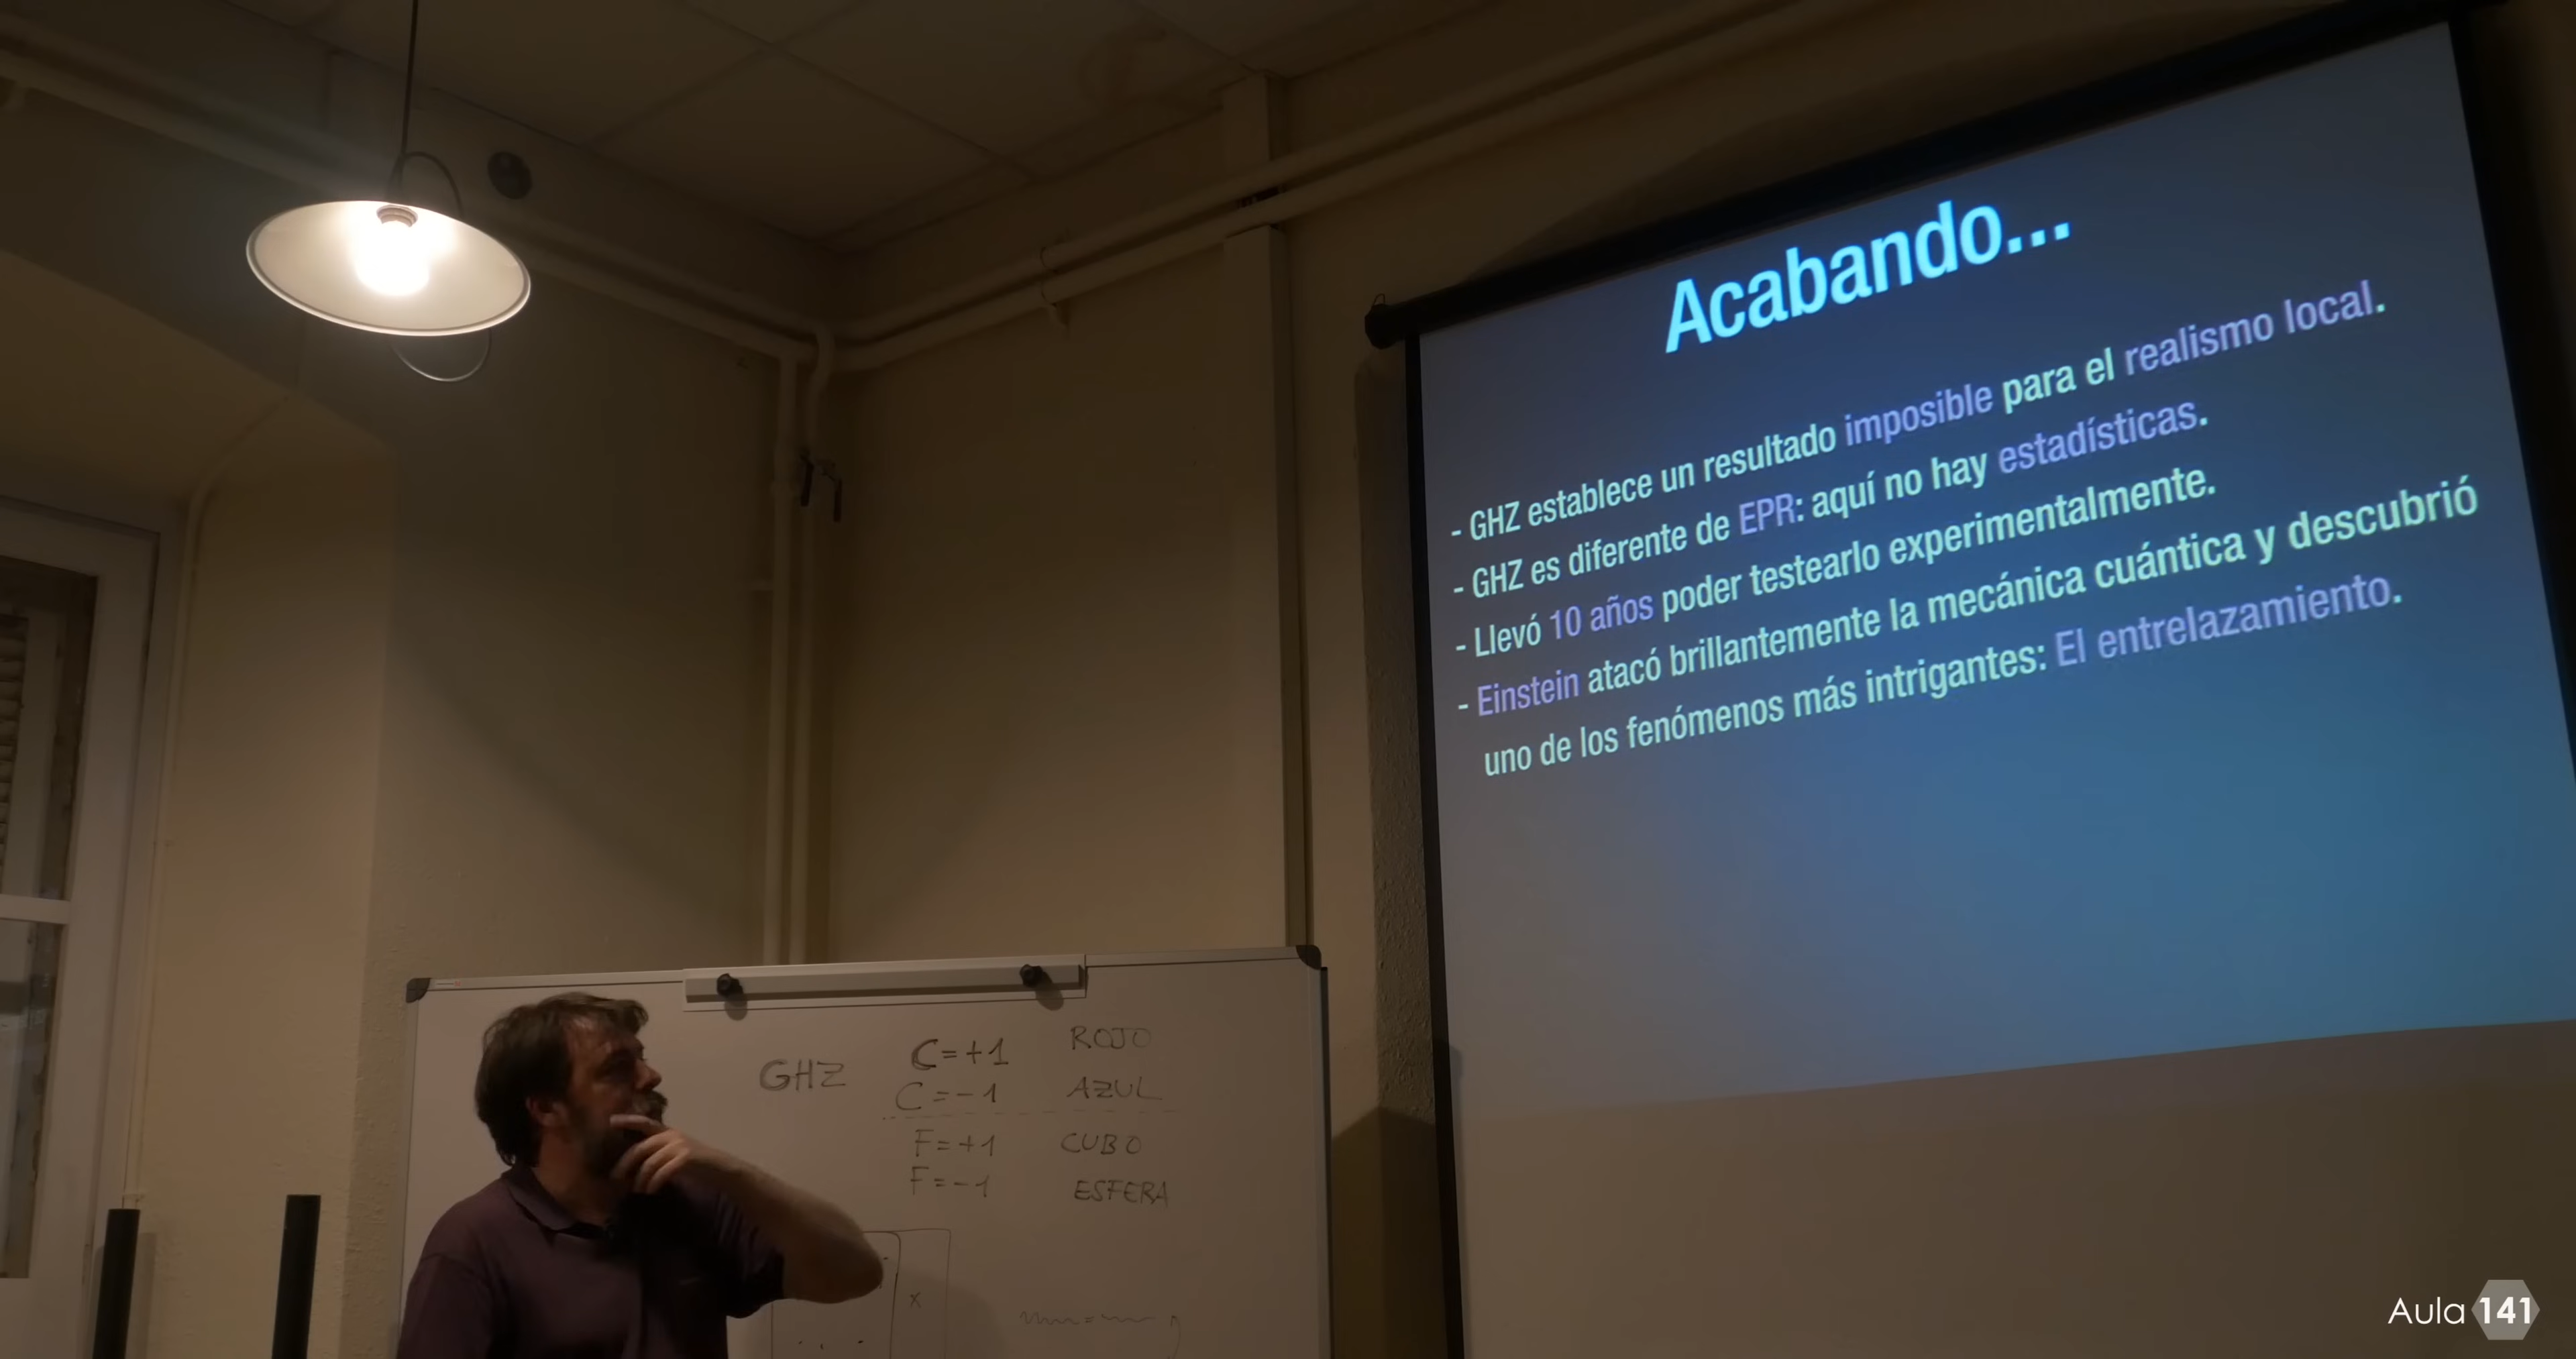 Acabando...
- GHZ establece un resultado imposible para el realismo local.
- GHZ es diferente de EPR: aquí no hay estadísticas.
- Llevó 10 años poder testearlo experimentalmente.
- Einstein atacó brillantemente la mecánica cuántica y descubrió
uno de los fenómenos más intrigantes: El entrelazamiento.
GHZ
C=+1 ROJO
C=-1 AZUL
F=+1 CUBO
F=-1 ESFERA
x
Aula 141